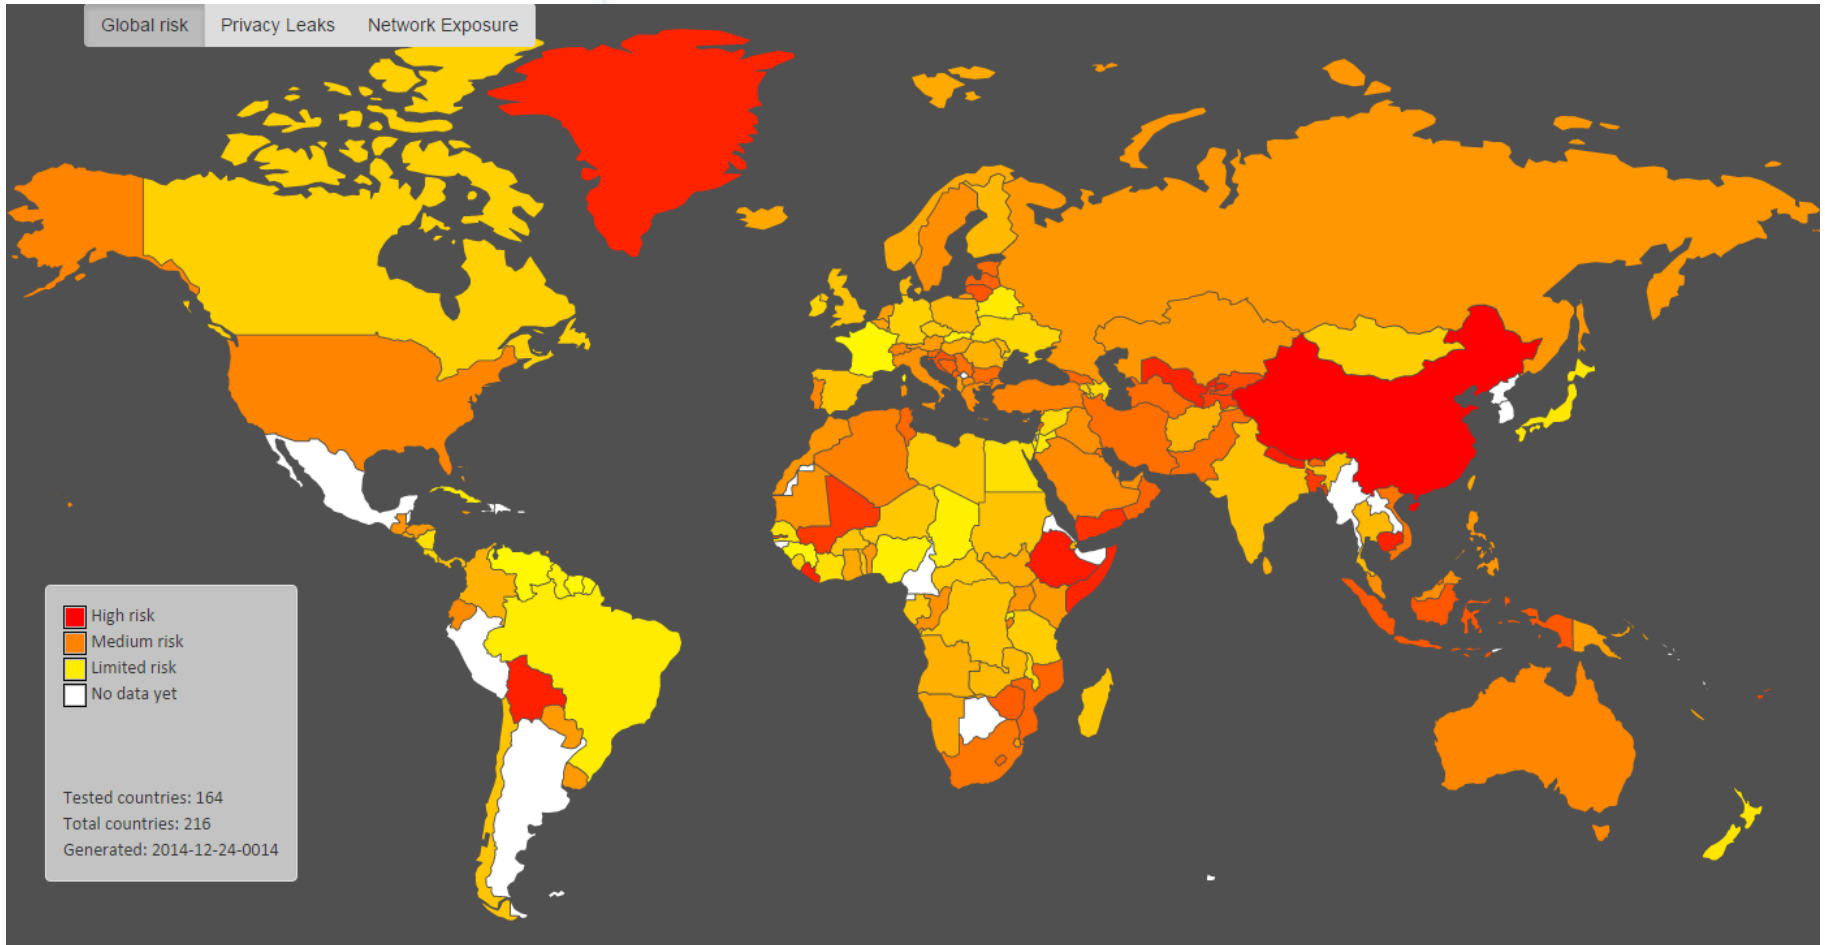 Global risk Privacy Leaks Network Exposure
High risk
Medium risk
Limited risk
No data yet
Tested countries: 164
Total countries: 216
Generated: 2014-12-24-0014